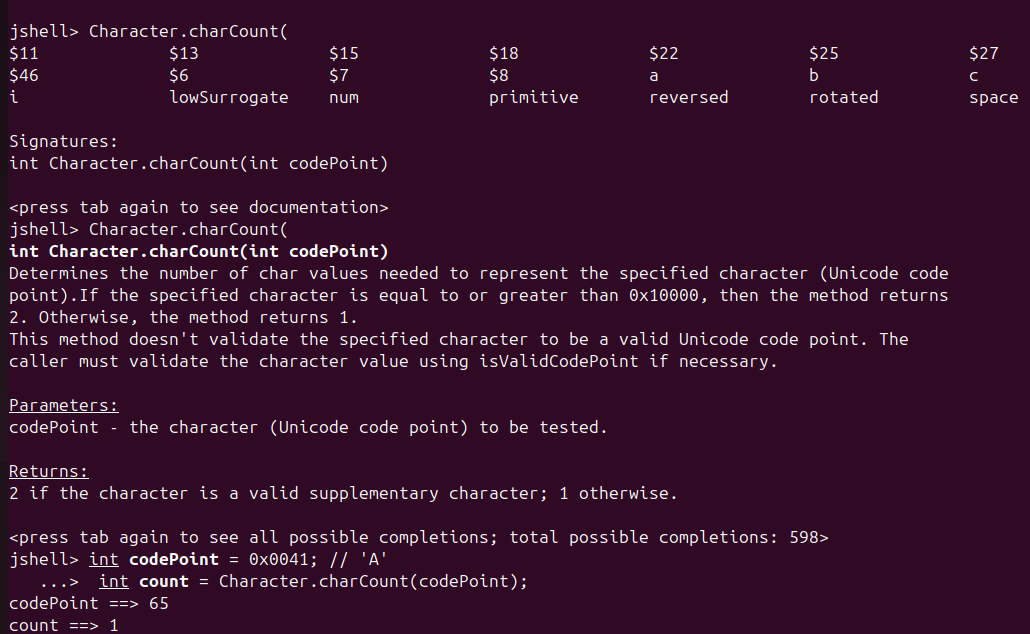 jshell> Character.charCount(
$11 $13 $15 $18 $22 $25 $27
$46 $6 $7 $8 a b c
i lowSurrogate num primitive reversed rotated space
Signatures:
int Character.charCount(int codePoint)
<press tab again to see documentation>
jshell> Character.charCount(
int Character.charCount(int codePoint)
Determines the number of char values needed to represent the specified character (Unicode code
point).If the specified character is equal to or greater than 0x10000, then the method returns
2. Otherwise, the method returns 1.
This method doesn't validate the specified character to be a valid Unicode code point. The
caller must validate the character value using isValidCodePoint if necessary.
Parameters:
codePoint - the character (Unicode code point) to be tested.
Returns:
2 if the character is a valid supplementary character; 1 otherwise.
<press tab again to see all possible completions; total possible completions: 598>
jshell> int codePoint = 0x0041; // 'A'
...> int count = Character.charCount(codePoint);
codePoint ==> 65
count ==> 1